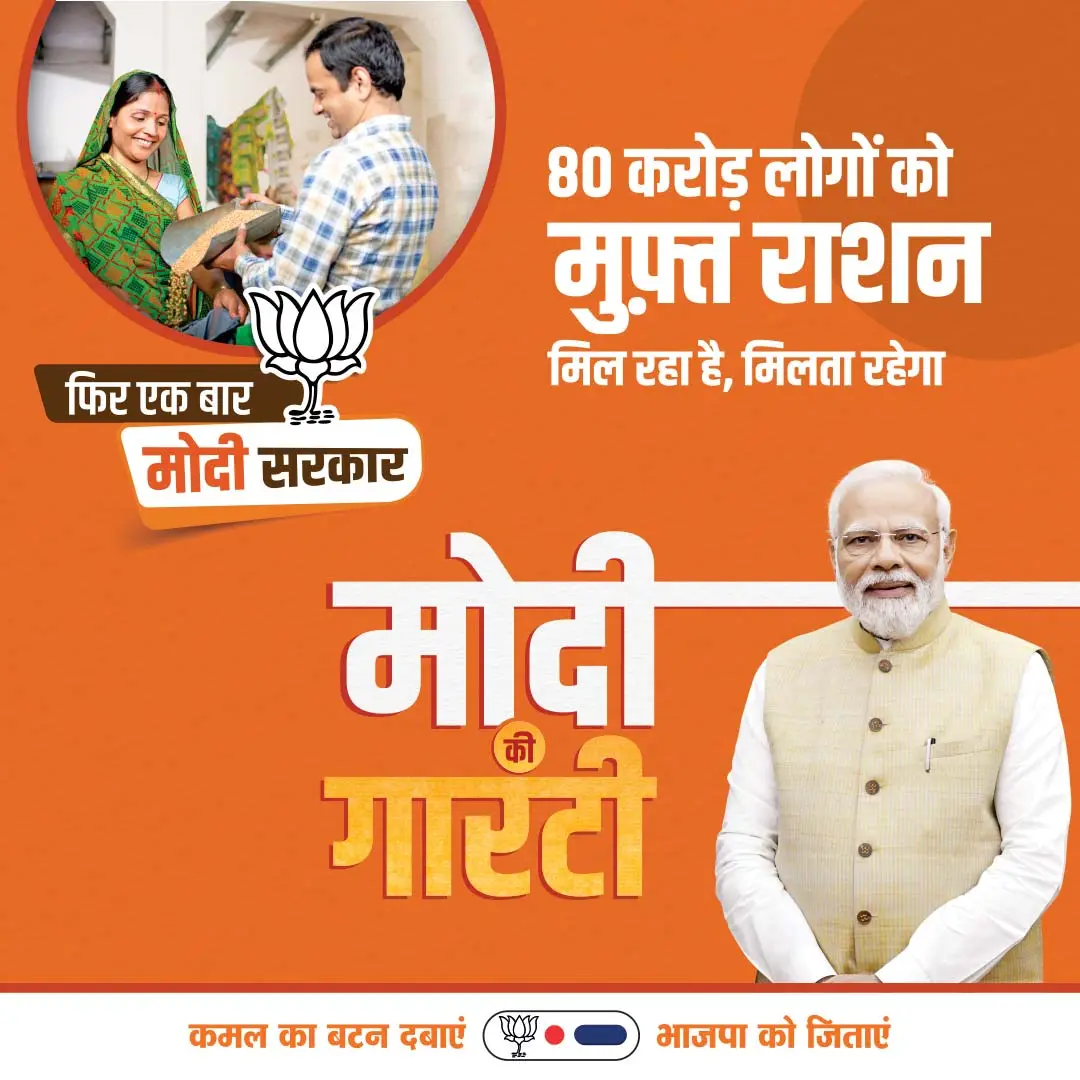 80 करोड़ लोगों को
मुफ़्त राशन
मिल रहा है, मिलता रहेगा
फिर एक बार
मोदी सरकार
मोदी
की
गारंटी
कमल का बटन दबाएं भाजपा को जिताएं